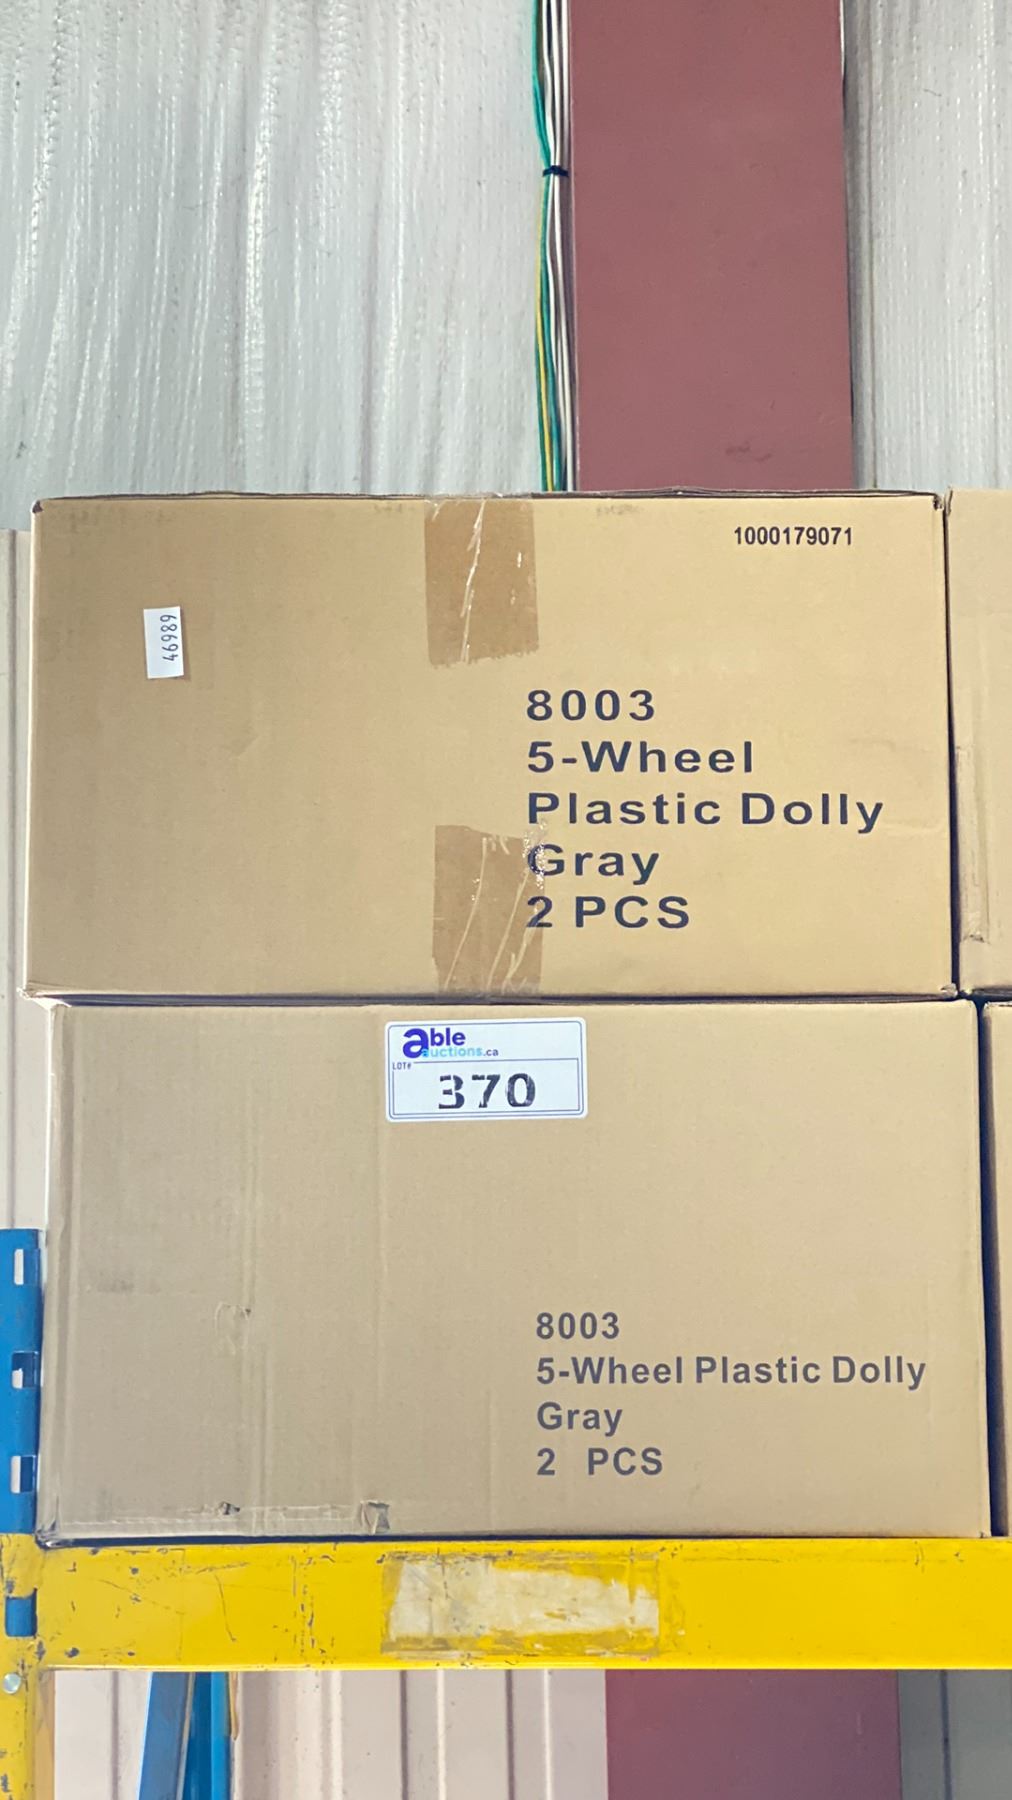 1000179071
46989
8003
5-Wheel
Plastic Dolly
Gray
2 PCS
able
auctions.ca
LOT#
370
8003
5-Wheel Plastic Dolly
Gray
2 PCS